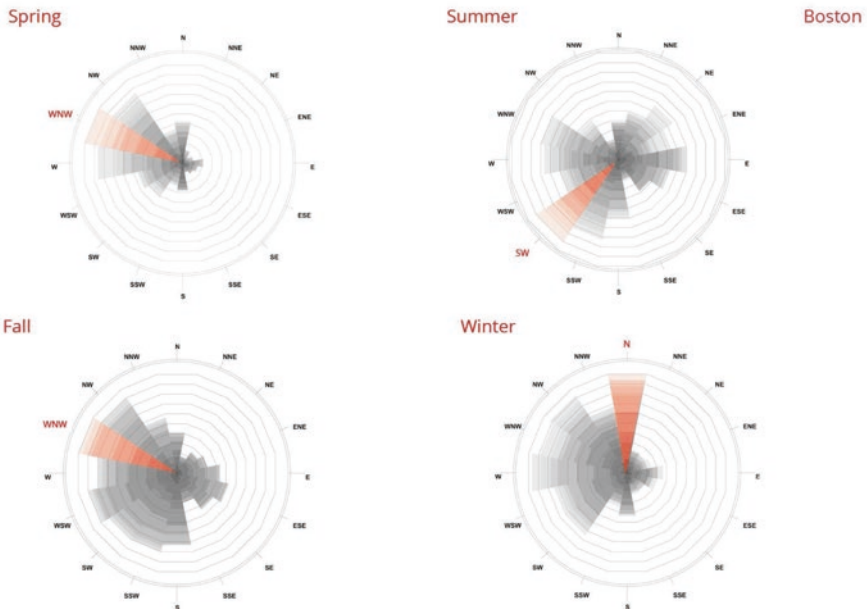 Spring
N
NNE
NE
ENE
E
ESE
SE
SSE
S
SSW
SW
WSW
W
WNW
NW
NNW
Summer
N
NNE
NE
ENE
E
ESE
SE
SSE
S
SSW
SW
WSW
W
WNW
NW
NNW
Boston
Fall
N
NNE
NE
ENE
E
ESE
SE
SSE
S
SSW
SW
WSW
W
WNW
NW
NNW
Winter
N
NNE
NE
ENE
E
ESE
SE
SSE
S
SSW
SW
WSW
W
WNW
NW
NNW